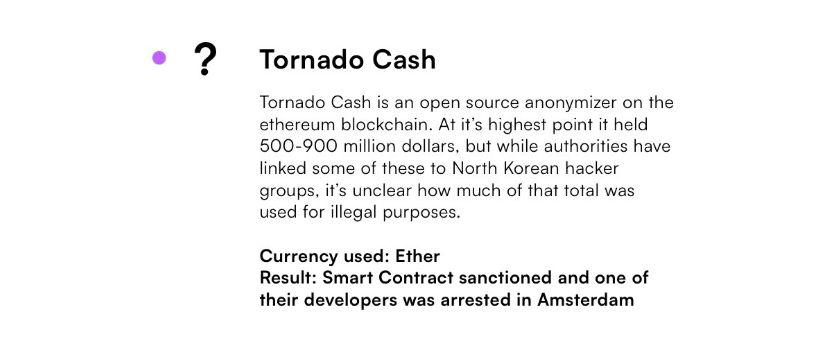 ? Tornado Cash
Tornado Cash is an open source anonymizer on the
ethereum blockchain. At it's highest point it held
500-900 million dollars, but while authorities have
linked some of these to North Korean hacker
groups, it's unclear how much of that total was
used for illegal purposes.
Currency used: Ether
Result: Smart Contract sanctioned and one of
their developers was arrested in Amsterdam